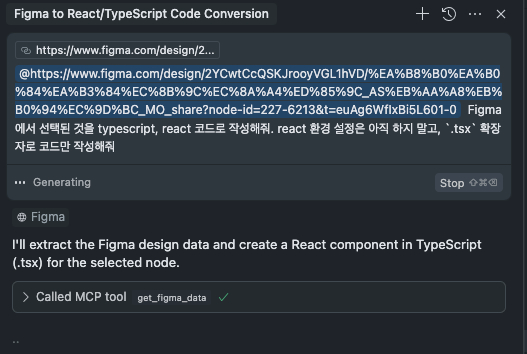 Figma to React/TypeScript Code Conversion
https://www.figma.com/design/2...
@https://www.figma.com/design/2YCwtCcQSKJrooyVGL1hVD/%EA%B8%B0%EA%B0
%84%EA%B3%84%EC%8B%9C%EC%8A%A4%ED%85%9C_AS%EB%AA%A8%EB%
B0%94%EC%9D%BC_MO_share?node-id=227-6213&t=euAg6WfIxBi5L601-0 Figma
에서 선택된 것을 typescript, react 코드로 작성해줘. react 환경 설정은 아직 하지 말고, `.tsx` 확장
자로 코드만 작성해줘
Generating
Stop ⇧⌘⌫
Figma
I'll extract the Figma design data and create a React component in TypeScript
(.tsx) for the selected node.
Called MCP tool get_figma_data